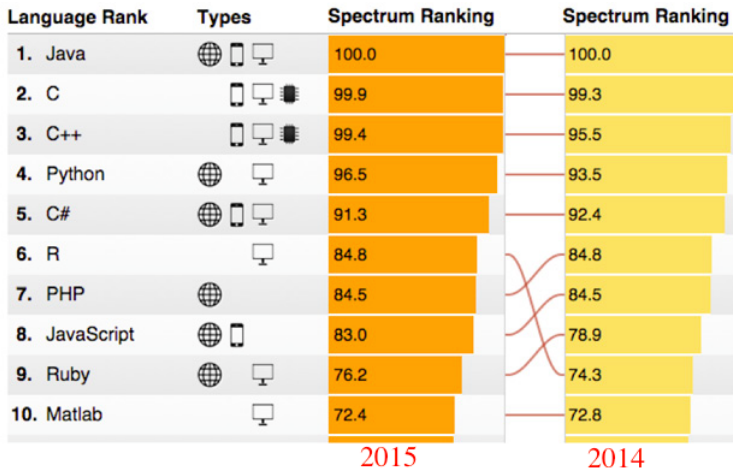 Language Rank Types Spectrum Ranking Spectrum Ranking
1. Java 100.0 100.0
2. C 99.9 99.3
3. C++ 99.4 95.5
4. Python 96.5 93.5
5. C# 91.3 92.4
6. R 84.8 84.8
7. PHP 84.5 84.5
8. JavaScript 83.0 78.9
9. Ruby 76.2 74.3
10. Matlab 72.4 72.8
2015 2014